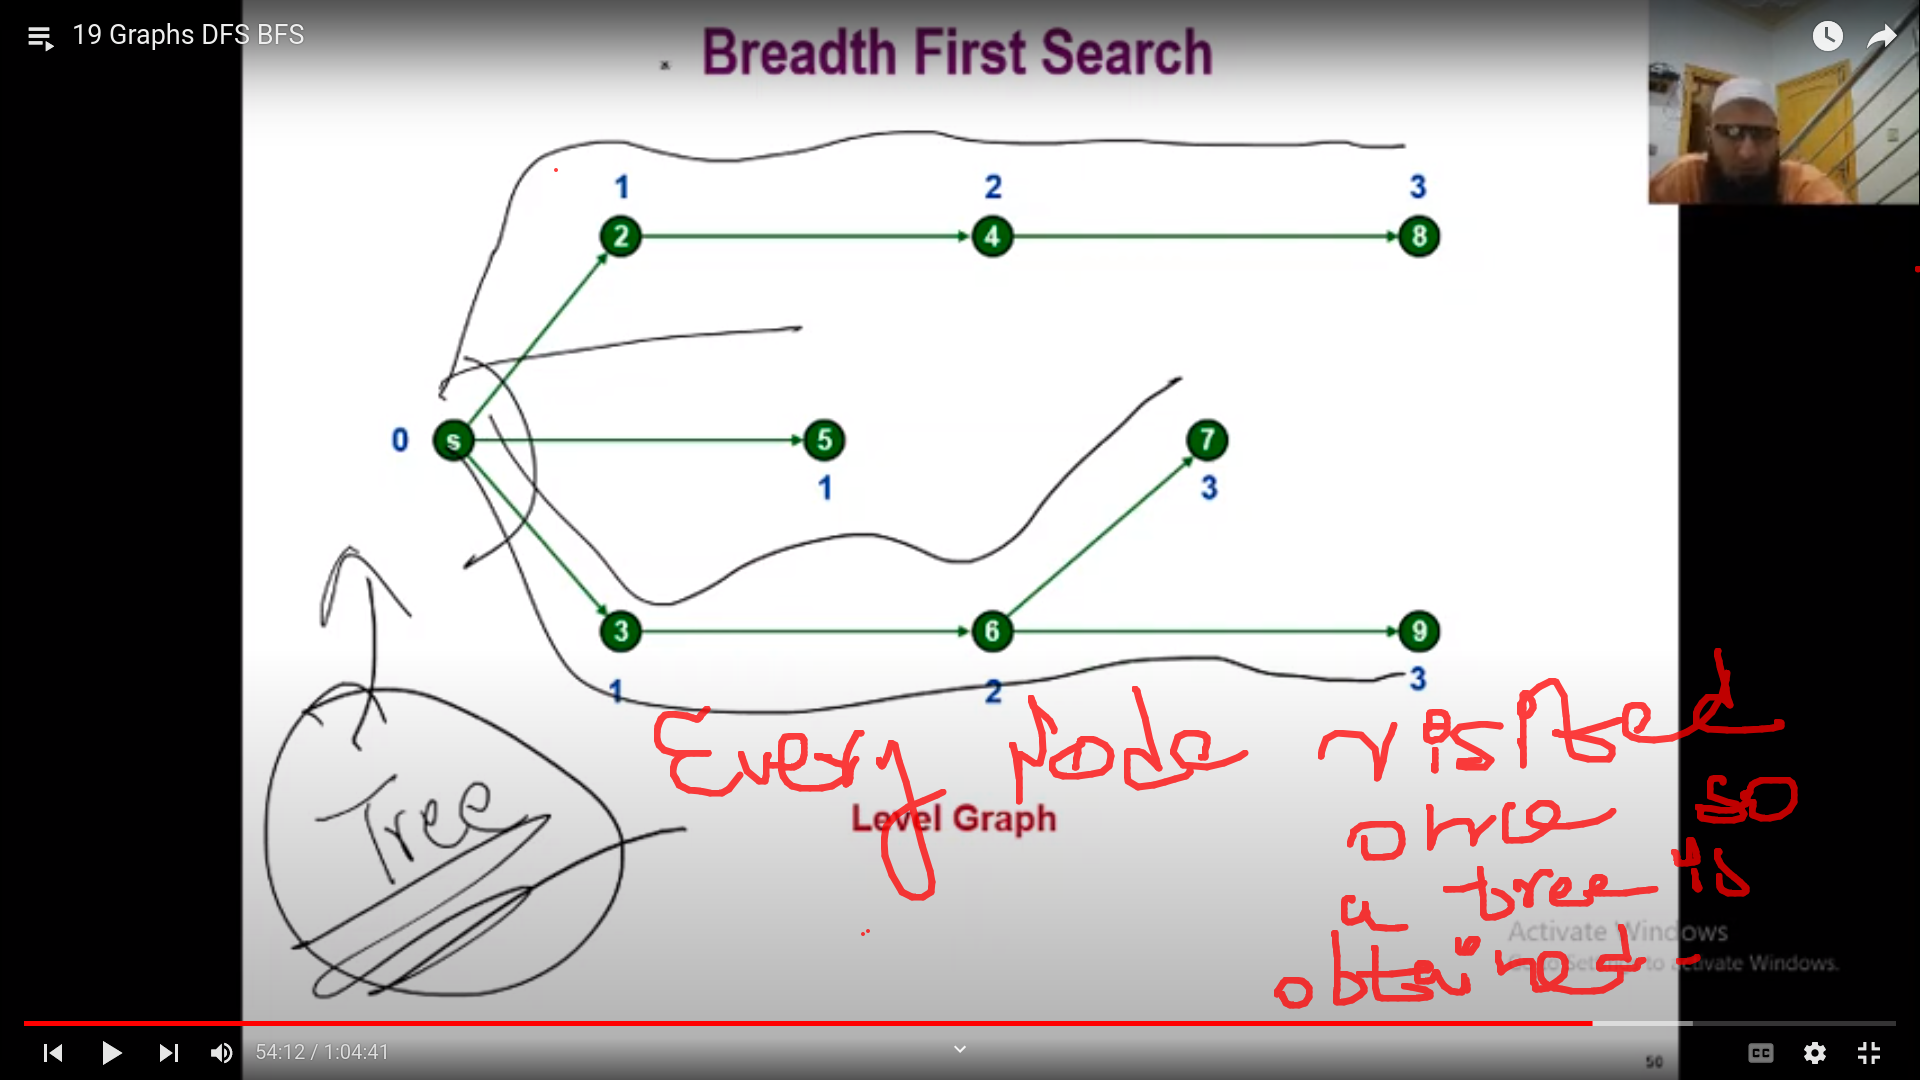 19 Graphs DFS BFS
Breadth First Search
1 2 3
2 4 8
0 s 5 7
1 3
3 6 9
1 2 3
Every Node visited
Level Graph
once so
Tree
a tree is
obtained
Activate Windows
Go to Settings to activate Windows.
54:12 / 1:04:41
CC
50